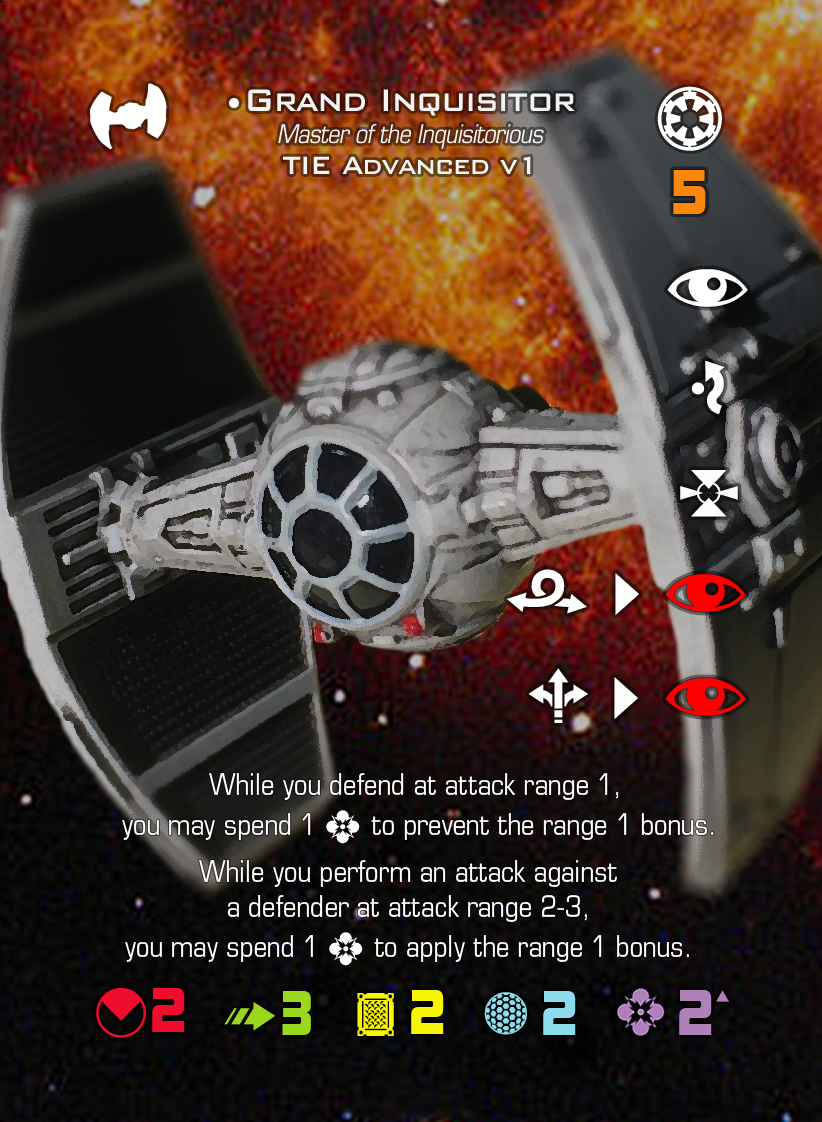 •GRAND INQUISITOR
Master of the Inquisitorious
TIE ADVANCED V1
5
While you defend at attack range 1,
you may spend 1 to prevent the range 1 bonus.
While you perform an attack against
a defender at attack range 2-3,
you may spend 1 to apply the range 1 bonus.
2 3 2 2 2